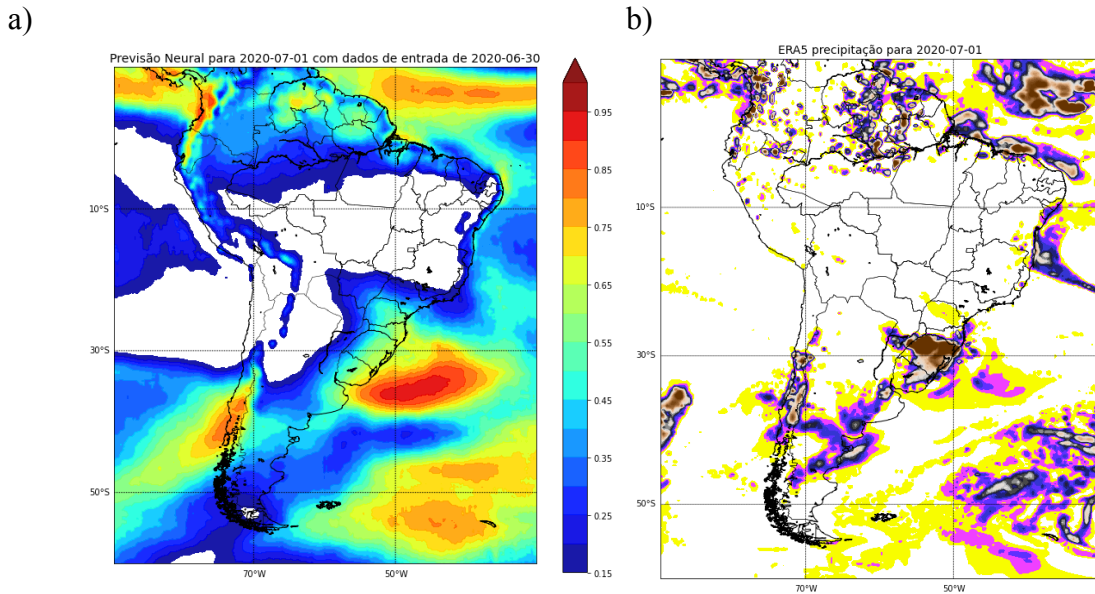 a)
Previsão Neural para 2020-07-01 com dados de entrada de 2020-06-30
10°S
30°S
50°S
70°W
50°W
0.95
0.85
0.75
0.65
0.55
0.45
0.35
0.25
0.15
b)
ERA5 precipitação para 2020-07-01
10°S
30°S
50°S
70°W
50°W